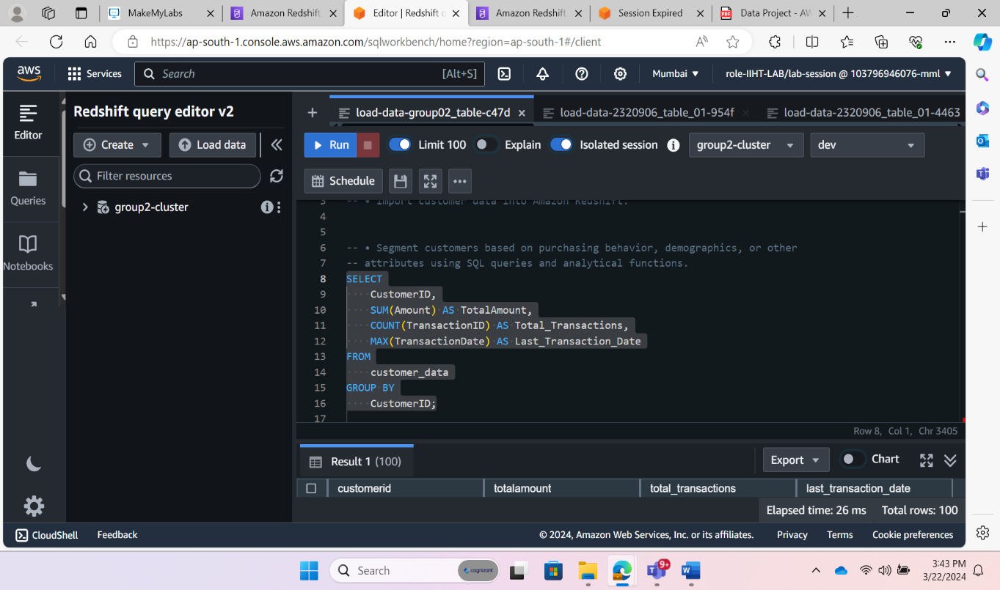 MakeMyLabs
Amazon Redshift
Editor | Redshift q
Amazon Redshift
Session Expired
Data Project - AW
https://ap-south-1.console.aws.amazon.com/sqlworkbench/home?region=ap-south-1#/client
aws
Services
Search
[Alt+S]
Mumbai
role-IIHT-LAB/lab-session @ 103796946076-mml
Editor
Queries
Notebooks
Redshift query editor v2
Create
Load data
Filter resources
group2-cluster
load-data-group02_table-c47d
load-data-2320906_table_01-954f
load-data-2320906_table_01-4463
Run
Limit 100
Explain
Isolated session
group2-cluster
dev
Schedule
3 -- • Import customer data into Amazon Redshift.
4
5
6 -- • Segment customers based on purchasing behavior, demographics, or other
7 -- attributes using SQL queries and analytical functions.
8 SELECT
9 ····CustomerID,
10 ····SUM(Amount)·AS·TotalAmount,
11 ····COUNT(TransactionID)·AS·Total_Transactions,
12 ····MAX(TransactionDate)·AS·Last_Transaction_Date
13 FROM
14 ····customer_data
15 GROUP·BY
16 ····CustomerID;
17
Row 8, Col 1, Chr 3405
Result 1 (100)
Export
Chart
customerid totalamount total_transactions last_transaction_date
Elapsed time: 26 ms Total rows: 100
CloudShell
Feedback
© 2024, Amazon Web Services, Inc. or its affiliates.
Privacy
Terms
Cookie preferences
Search
cognizant
9+
3:43 PM
3/22/2024